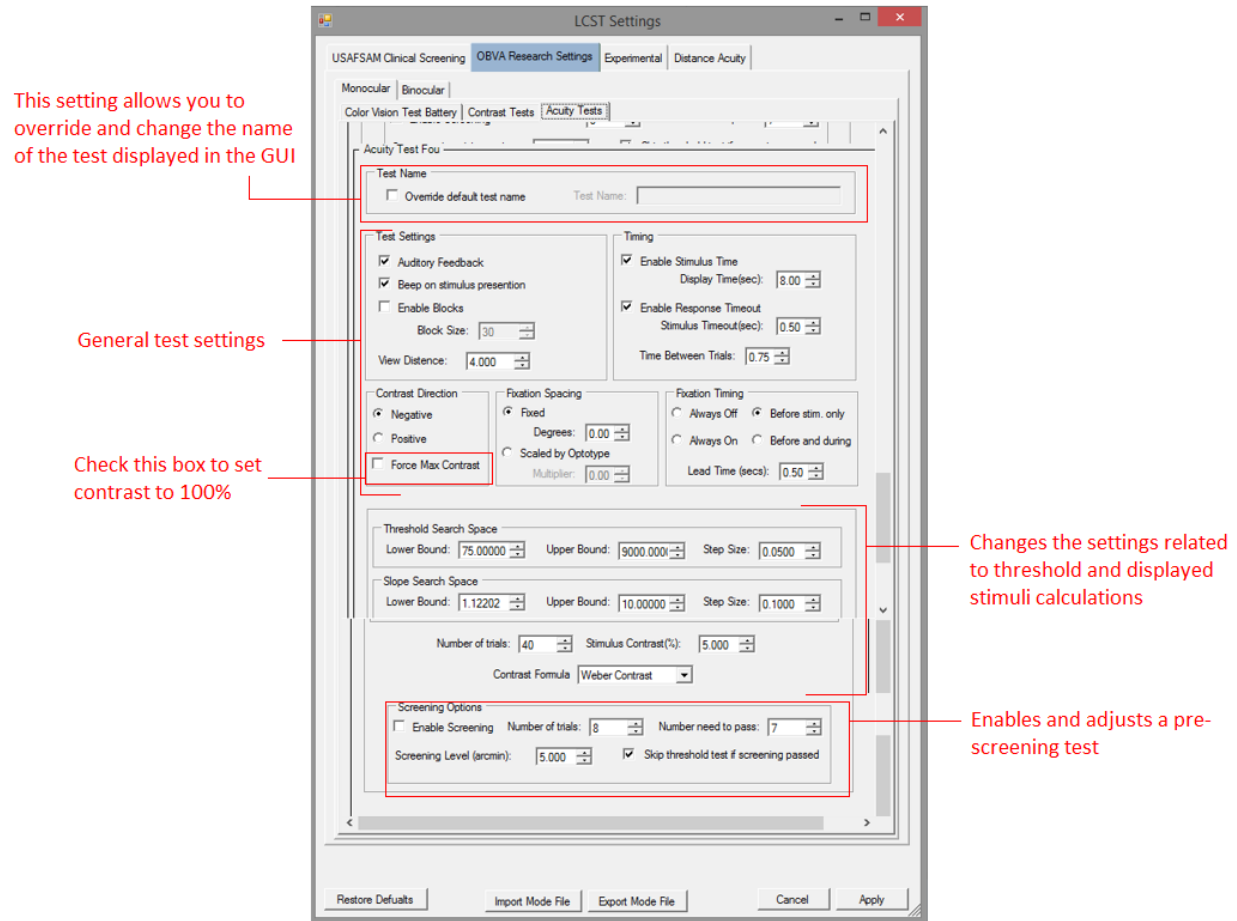 LCST Settings
USAFSAM Clinical Screening OBVA Research Settings Experimental Distance Acuity
Monocular Binocular
Color Vision Test Battery Contrast Tests Acuity Tests
This setting allows you to
override and change the name
of the test displayed in the GUI
Acuity Test Fou
Test Name
Override default test name Test Name:
Test Settings
Auditory Feedback
Beep on stimulus presention
Enable Blocks
Block Size: 30
View Distance: 4.000
Timing
Enable Stimulus Time
Display Time(sec): 8.00
Enable Response Timeout
Stimulus Timeout(sec): 0.50
Time Between Trials: 0.75
General test settings
Contrast Direction
Negative
Positive
Force Max Contrast
Fixation Spacing
Fixed
Degrees: 0.00
Scaled by Optotype
Multiplier: 0.00
Fixation Timing
Always Off Before stim. only
Always On Before and during
Lead Time (secs): 0.50
Check this box to set
contrast to 100%
Threshold Search Space
Lower Bound: 75.00000 Upper Bound: 9000.000 Step Size: 0.0500
Slope Search Space
Lower Bound: 1.12202 Upper Bound: 10.00000 Step Size: 0.1000
Number of trials: 40 Stimulus Contrast(%): 5.000
Contrast Formula Weber Contrast
Changes the settings related
to threshold and displayed
stimuli calculations
Screening Options
Enable Screening Number of trials: 8 Number need to pass: 7
Screening Level (arcmin): 5.000 Skip threshold test if screening passed
Enables and adjusts a pre-
screening test
Restore Defualts Import Mode File Export Mode File Cancel Apply